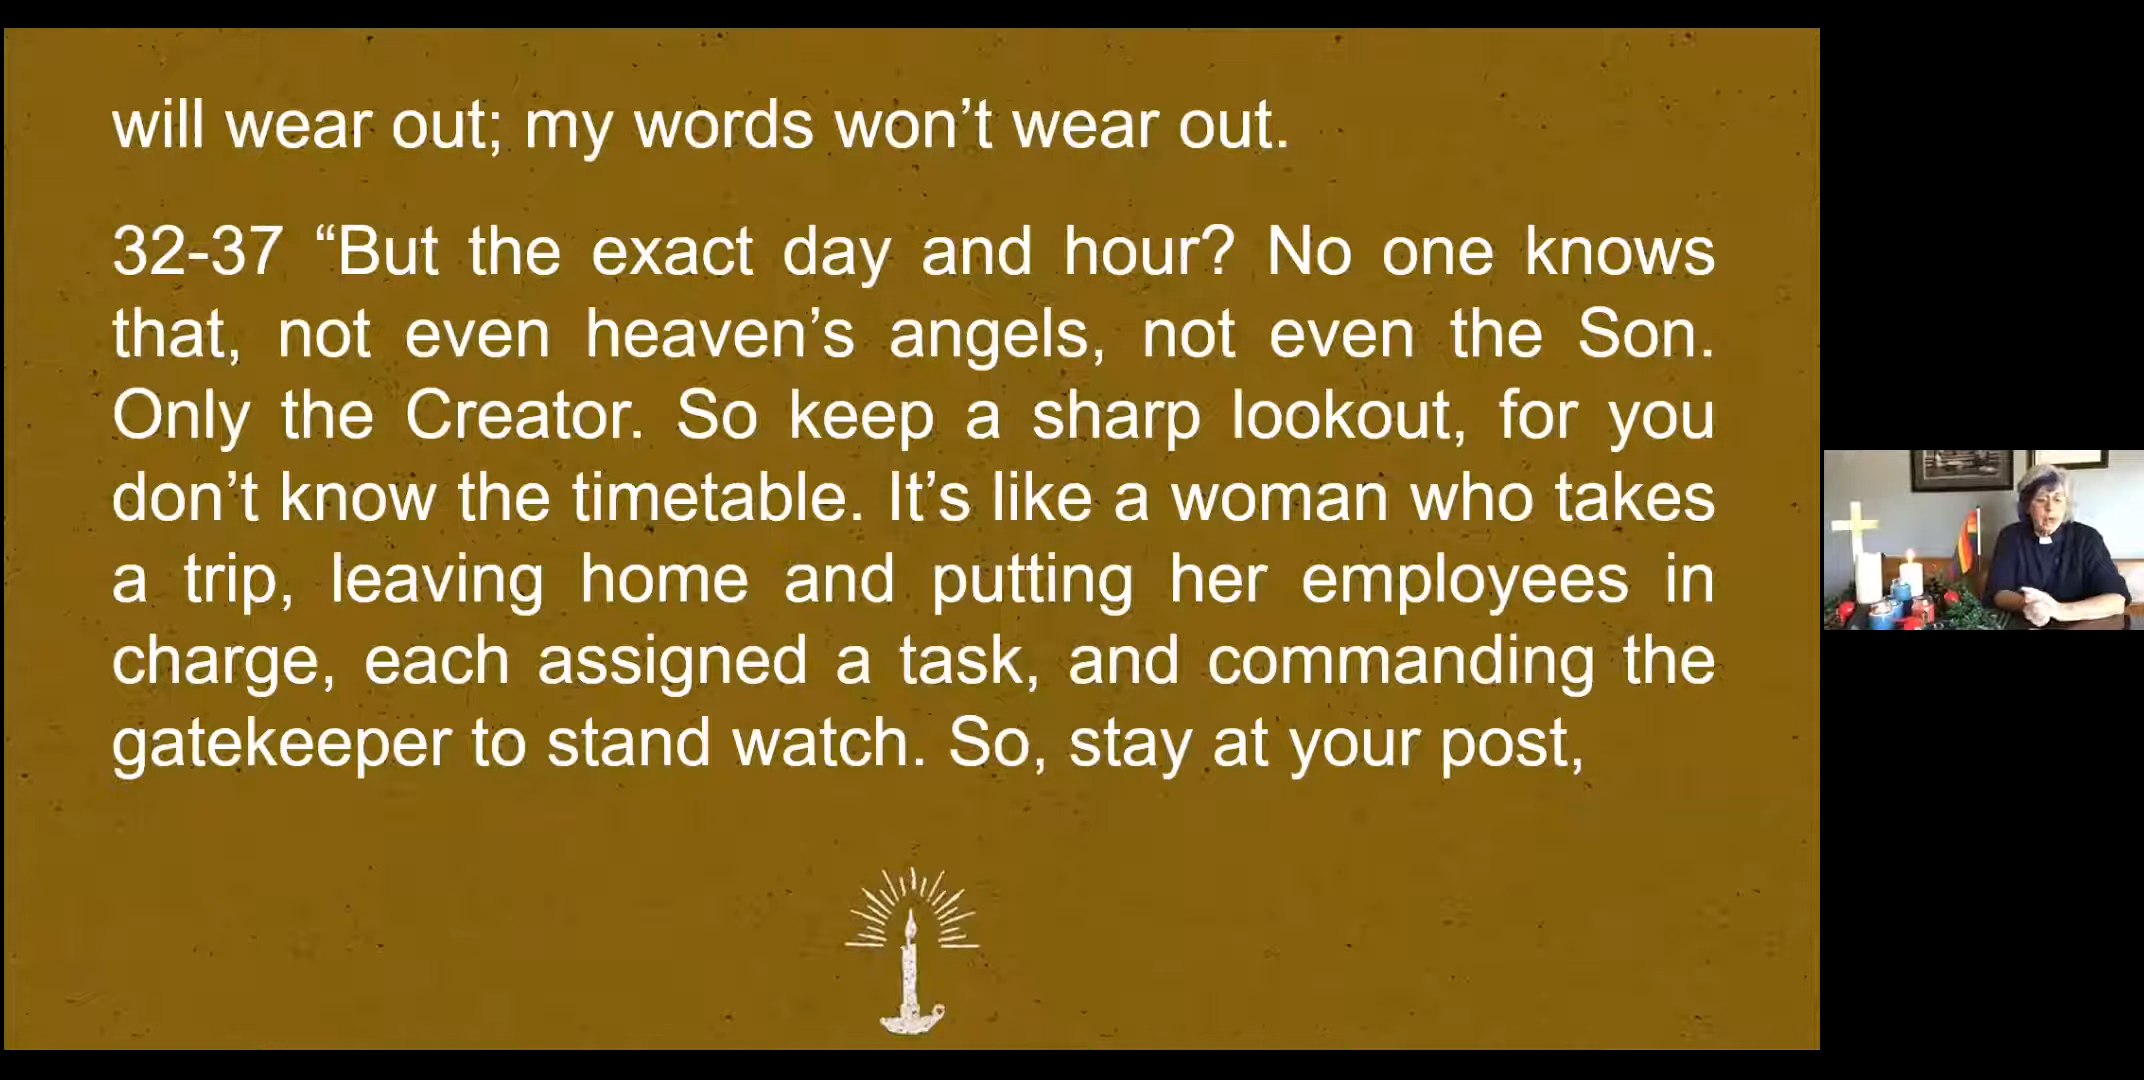 will wear out; my words won’t wear out.
32-37 “But the exact day and hour? No one knows
that, not even heaven’s angels, not even the Son.
Only the Creator. So keep a sharp lookout, for you
don’t know the timetable. It’s like a woman who takes
a trip, leaving home and putting her employees in
charge, each assigned a task, and commanding the
gatekeeper to stand watch. So, stay at your post,